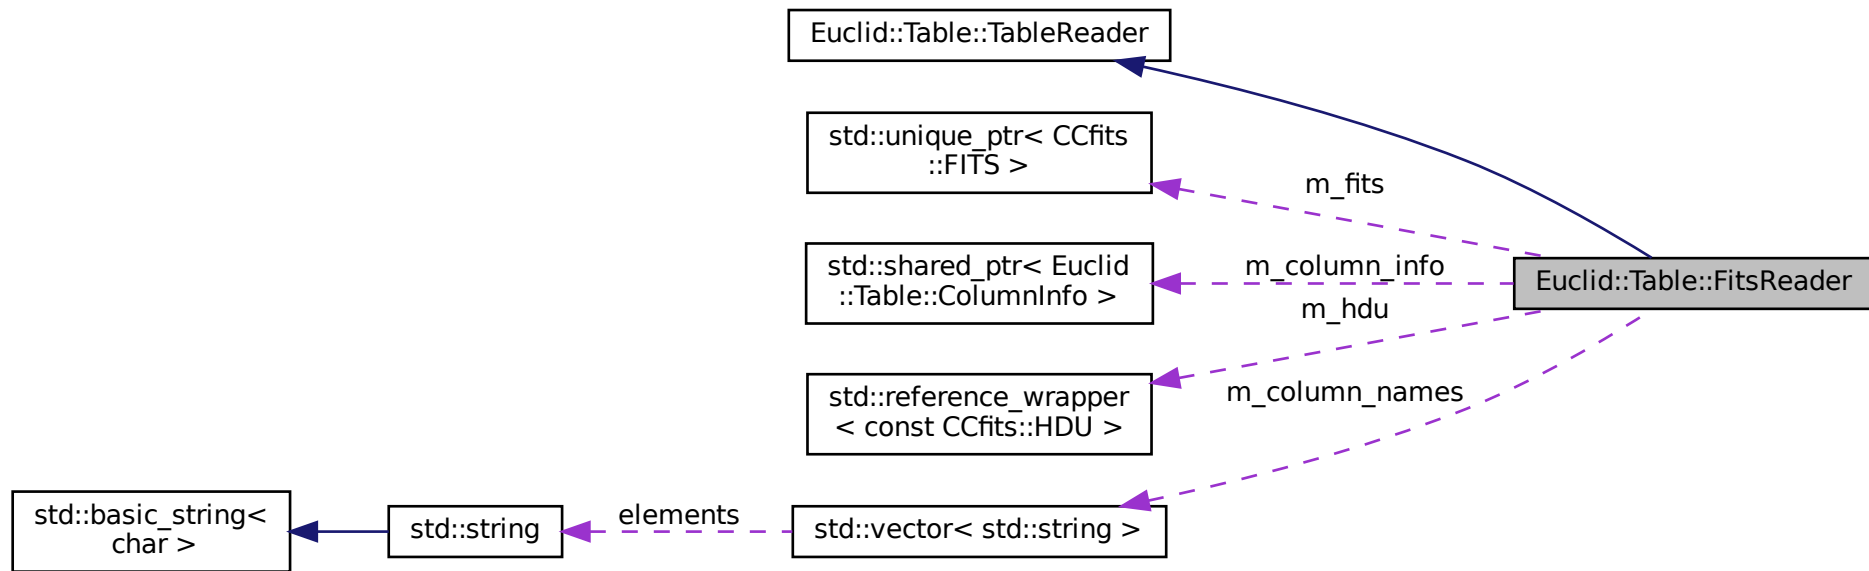 Euclid::Table::TableReader
std::unique_ptr< CCfits
::FITS >
m_fits
std::shared_ptr< Euclid
::Table::ColumnInfo >
m_column_info
Euclid::Table::FitsReader
m_hdu
std::reference_wrapper
< const CCfits::HDU >
m_column_names
std::basic_string<
char >
std::string
elements
std::vector< std::string >